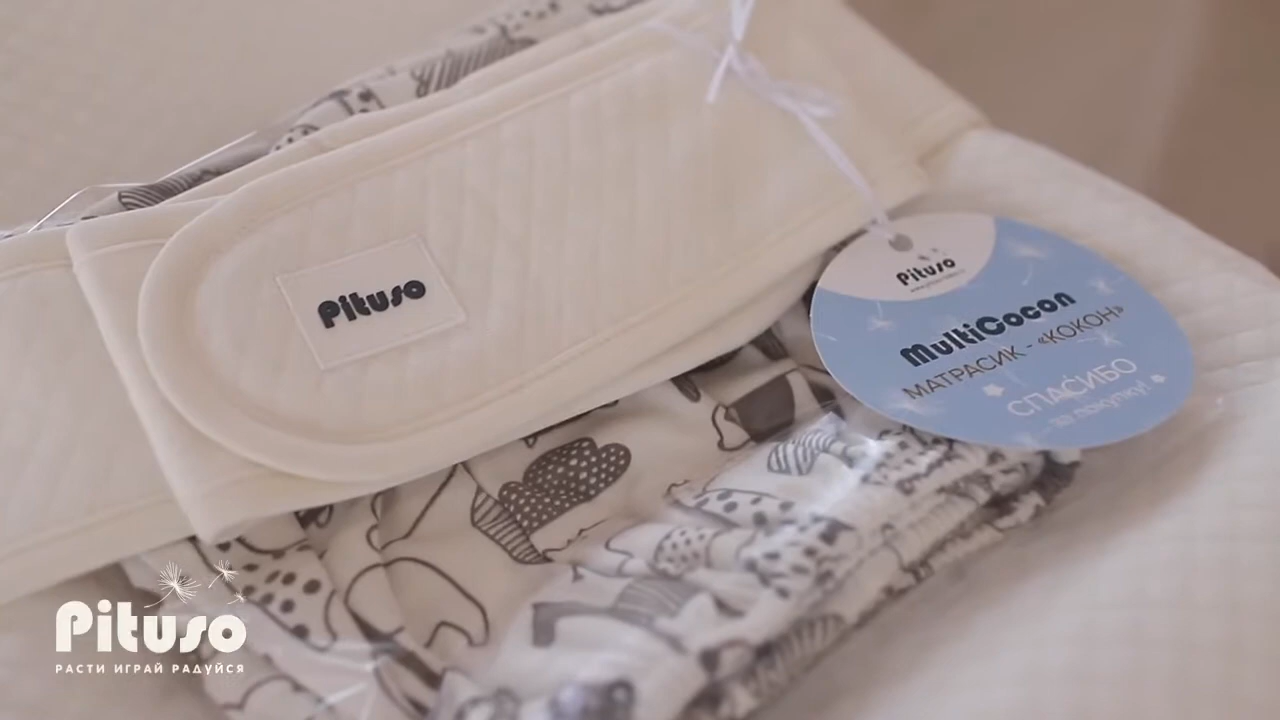 Pituso
Pituso
MultiCocon
МАТРАСИК - «КОКОН»
СПАСИБО
за покупку!
Pituso
РАСТИ ИГРАЙ РАДУЙСЯ